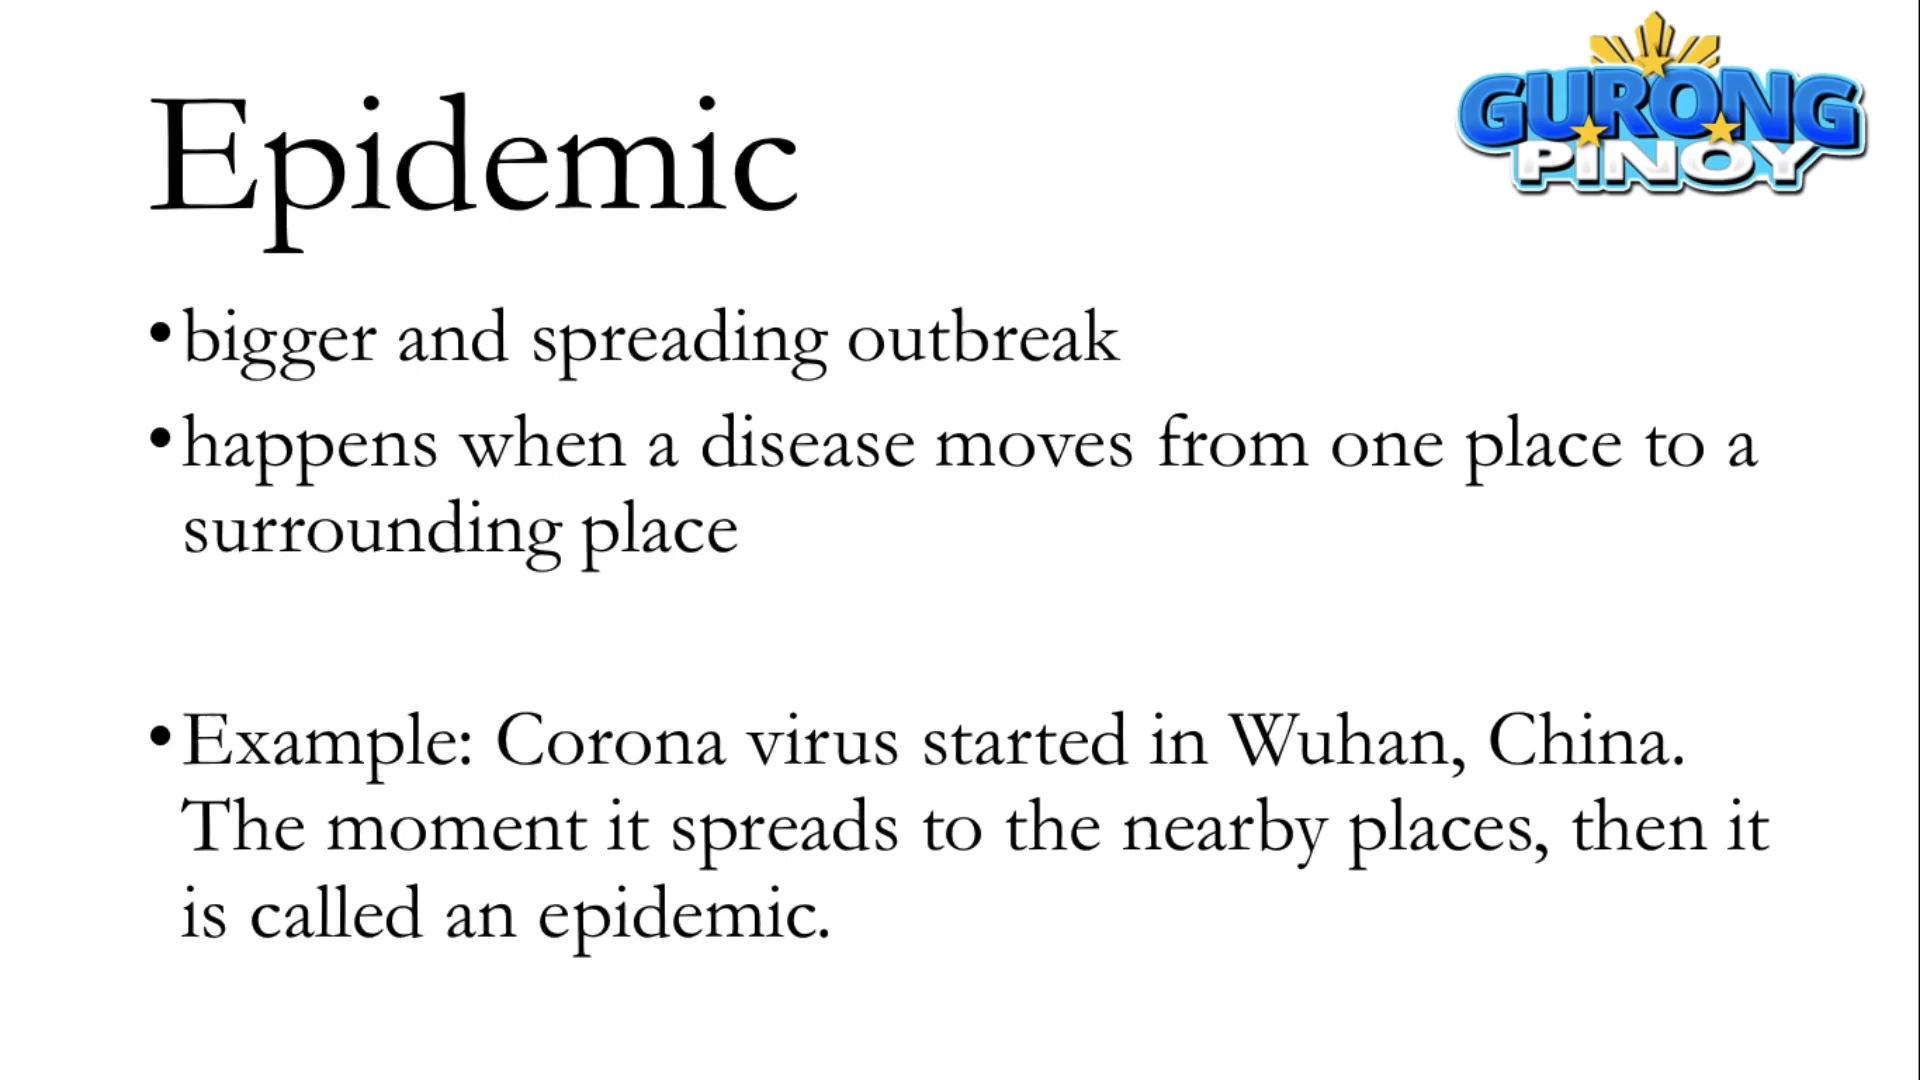 GURONG
PINOY
Epidemic
•bigger and spreading outbreak
•happens when a disease moves from one place to a
surrounding place
•Example: Corona virus started in Wuhan, China.
The moment it spreads to the nearby places, then it
is called an epidemic.